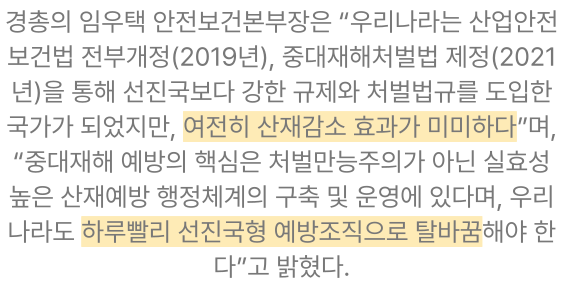 경총의 임우택 안전보건본부장은 “우리나라는 산업안전
보건법 전부개정(2019년), 중대재해처벌법 제정(2021
년)을 통해 선진국보다 강한 규제와 처벌법규를 도입한
국가가 되었지만, 여전히 산재감소 효과가 미미하다”며,
“중대재해 예방의 핵심은 처벌만능주의가 아닌 실효성
높은 산재예방 행정체계의 구축 및 운영에 있다며, 우리
나라도 하루빨리 선진국형 예방조직으로 탈바꿈해야 한
다”고 밝혔다.